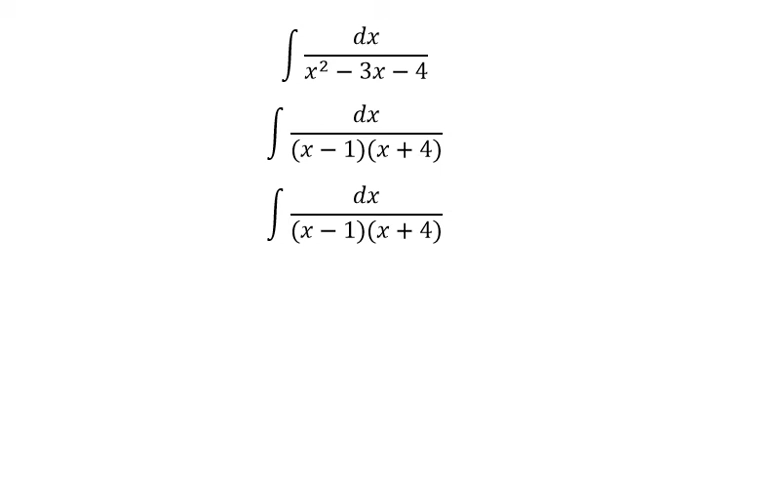 ∫ dx / (x² − 3x − 4)
∫ dx / ((x − 1)(x + 4))
∫ dx / ((x − 1)(x + 4))